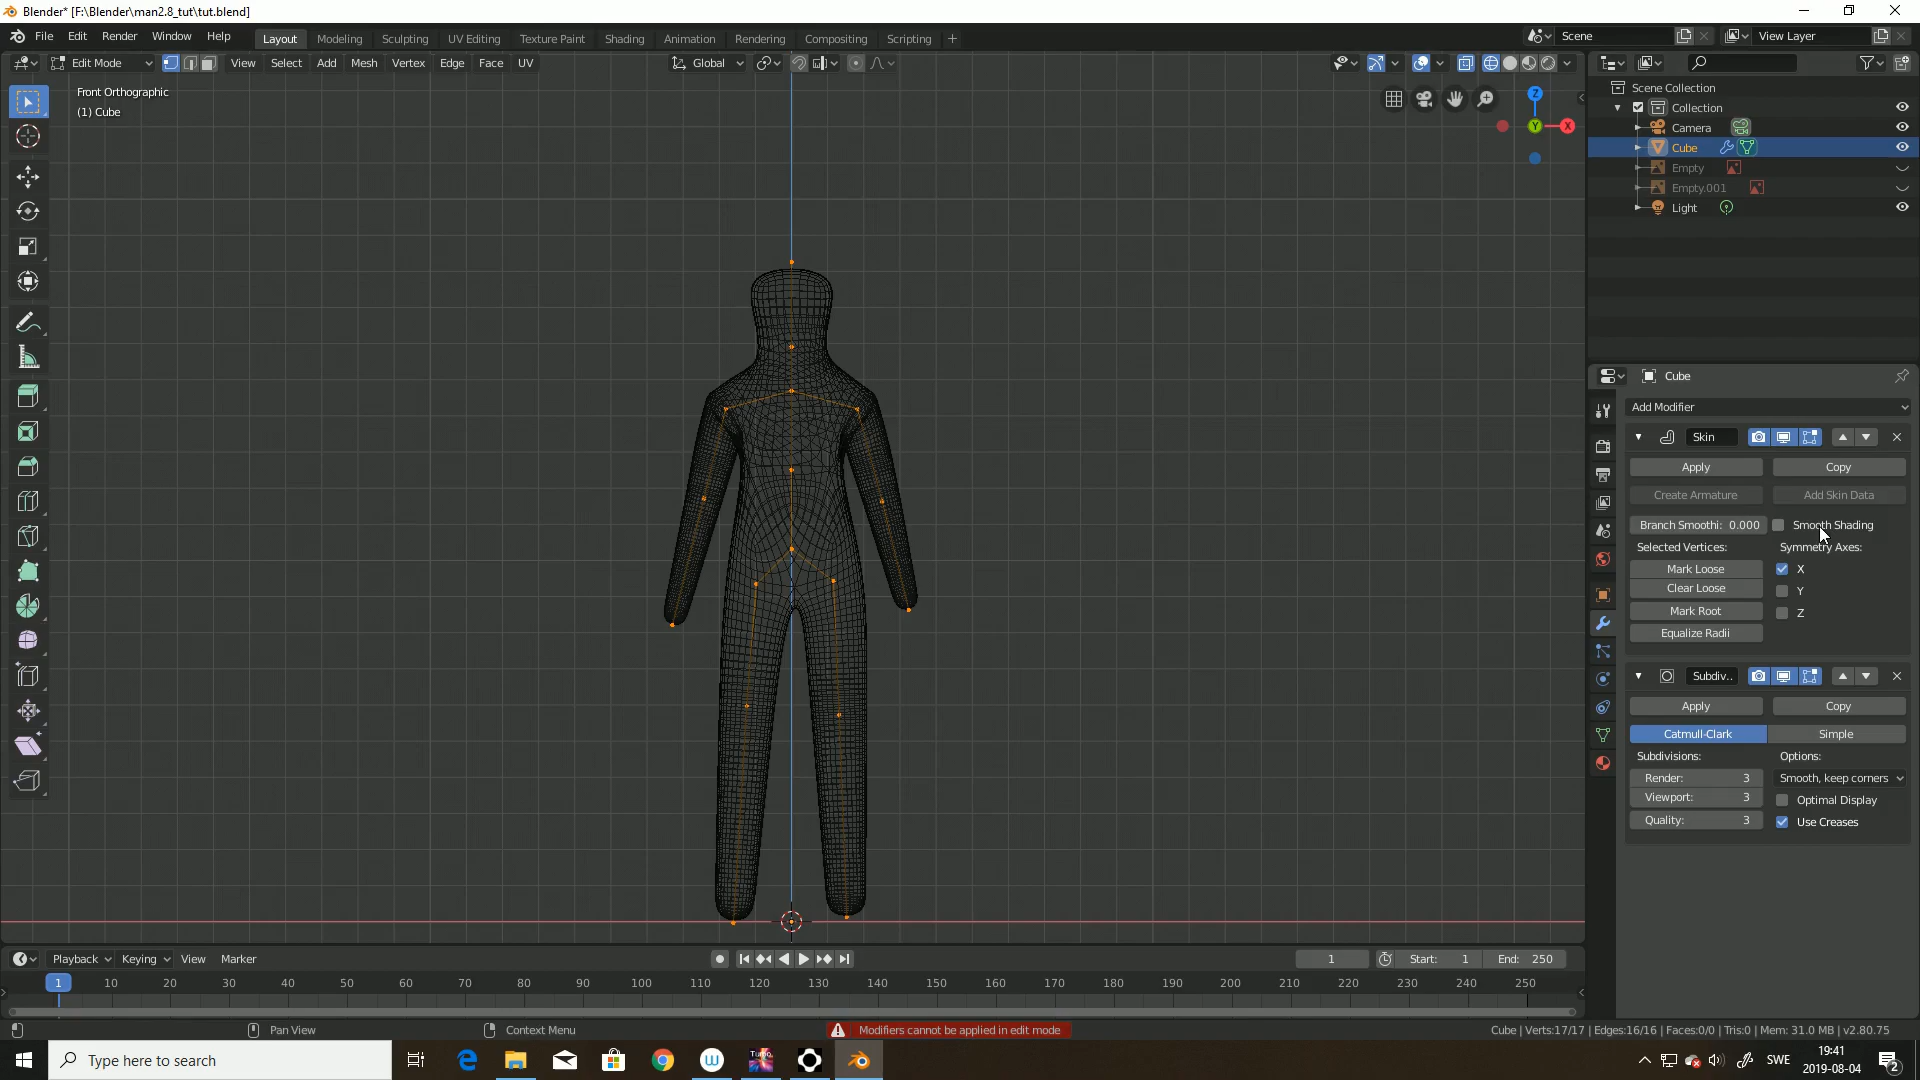 Blender* [F:\Blender\man2.8_tut\tut.blend]
File Edit Render Window Help Layout Modeling Sculpting UV Editing Texture Paint Shading Animation Rendering Compositing Scripting Scene View Layer
Edit Mode View Select Add Mesh Vertex Edge Face UV Global
Front Orthographic
(1) Cube
Z
Y
X
Scene Collection
Collection
Camera
Cube
Empty
Empty.001
Light
Cube
Add Modifier
Skin
Apply Copy
Create Armature Add Skin Data
Branch Smoothi: 0.000 Smooth Shading
Selected Vertices: Symmetry Axes:
Mark Loose X
Clear Loose Y
Mark Root Z
Equalize Radii
Subdiv..
Apply Copy
Catmull-Clark Simple
Subdivisions: Options:
Render: 3 Smooth, keep corners
Viewport: 3 Optimal Display
Quality: 3 Use Creases
Playback Keying View Marker 1 Start: 1 End: 250
1 10 20 30 40 50 60 70 80 90 100 110 120 130 140 150 160 170 180 190 200 210 220 230 240 250
Pan View Context Menu Modifiers cannot be applied in edit mode Cube | Verts:17/17 | Edges:16/16 | Faces:0/0 | Tris:0 | Mem: 31.0 MB | v2.80.75
Type here to search SWE 19:41
2019-08-04 2